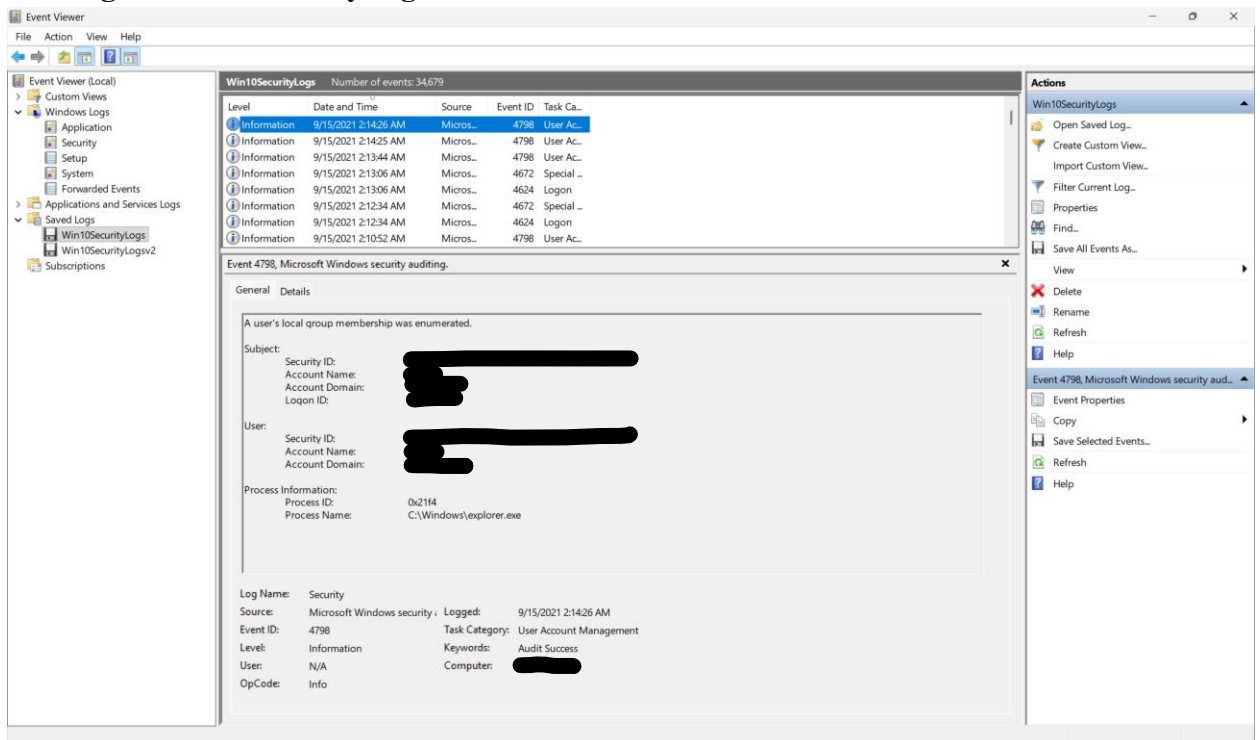 Event Viewer
File Action View Help
Event Viewer (Local)
Custom Views
Windows Logs
Application
Security
Setup
System
Forwarded Events
Applications and Services Logs
Saved Logs
Win10SecurityLogs
Win10SecurityLogsv2
Subscriptions
Win10SecurityLogs Number of events: 34,679
Level Date and Time Source Event ID Task Ca...
Information 9/15/2021 2:14:26 AM Micros... 4798 User Ac...
Information 9/15/2021 2:14:25 AM Micros... 4798 User Ac...
Information 9/15/2021 2:13:44 AM Micros... 4798 User Ac...
Information 9/15/2021 2:13:06 AM Micros... 4672 Special ...
Information 9/15/2021 2:13:06 AM Micros... 4624 Logon
Information 9/15/2021 2:12:34 AM Micros... 4672 Special ...
Information 9/15/2021 2:12:34 AM Micros... 4624 Logon
Information 9/15/2021 2:10:52 AM Micros... 4798 User Ac...
Event 4798, Microsoft Windows security auditing.
General Details
A user's local group membership was enumerated.
Subject:
Security ID:
Account Name:
Account Domain:
Logon ID:
User:
Security ID:
Account Name:
Account Domain:
Process Information:
Process ID: 0x21f4
Process Name: C:\Windows\explorer.exe
Log Name: Security
Source: Microsoft Windows security Logged: 9/15/2021 2:14:26 AM
Event ID: 4798 Task Category: User Account Management
Level: Information Keywords: Audit Success
User: N/A Computer:
OpCode: Info
Actions
Win10SecurityLogs
Open Saved Log...
Create Custom View...
Import Custom View...
Filter Current Log...
Properties
Find...
Save All Events As...
View
Delete
Rename
Refresh
Help
Event 4798, Microsoft Windows security aud...
Event Properties
Copy
Save Selected Events...
Refresh
Help